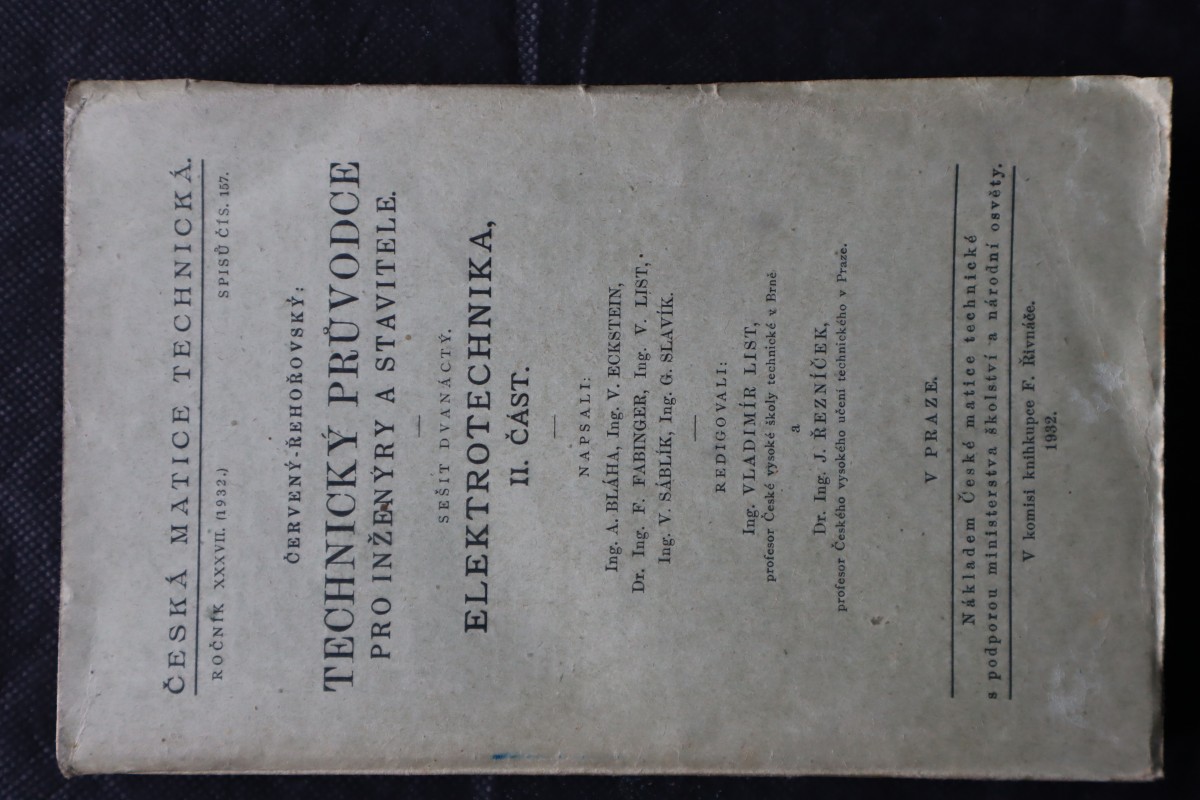 ČESKÁ MATICE TECHNICKÁ.
ROČNÍK XXXVII. (1932.) SPISŮ ČÍS. 157.
ČERVENÝ-ŘEHOŘOVSKÝ:
TECHNICKÝ PRŮVODCE
PRO INŽENÝRY A STAVITELE.
SEŠIT DVANÁCTÝ.
ELEKTROTECHNIKA,
II. ČÁST.
NAPSALI:
Ing. A. BLÁHA, Ing. V. ECKSTEIN,
Dr. Ing. F. FABINGER, Ing. V. LIST,
Ing. V. SÁBLÍK, Ing. G. SLAVÍK.
REDIGOVALI:
Ing. VLADIMÍR LIST,
profesor České vysoké školy technické v Brně
a
Dr. Ing. J. ŘEZNÍČEK,
profesor Českého vysokého učení technického v Praze.
V PRAZE.
Nákladem České matice technické
s podporou ministerstva školství a národní osvěty.
V komisi knihkupce F. Řivnáče.
1932.